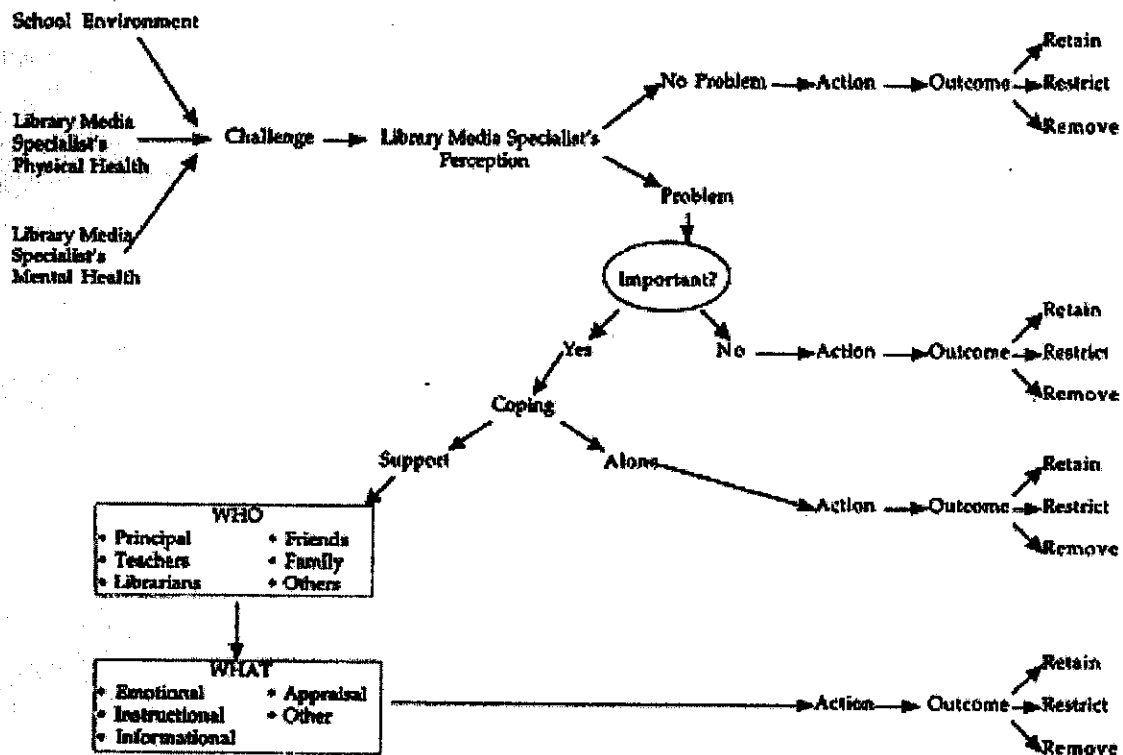 School Environment
Library Media
Specialist's
Physical Health
Library Media
Specialist's
Mental Health
Challenge
Library Media Specialist's
Perception
No Problem
Action
Outcome
Retain
Restrict
Remove
Problem
Important?
Yes
No
Action
Outcome
Retain
Restrict
Remove
Coping
Support
Alone
Action
Outcome
Retain
Restrict
Remove
WHO
• Principal
• Teachers
• Librarians
• Friends
• Family
• Others
WHAT
• Emotional
• Instructional
• Informational
• Appraisal
• Other
Action
Outcome
Retain
Restrict
Remove